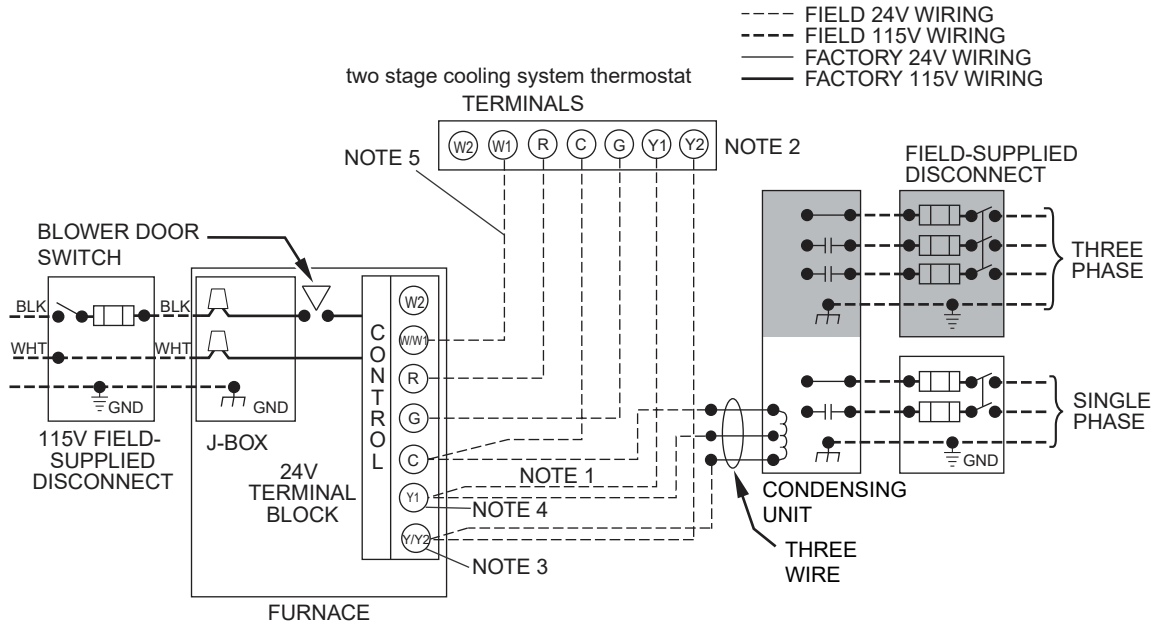 FIELD 24V WIRING
FIELD 115V WIRING
FACTORY 24V WIRING
FACTORY 115V WIRING
two stage cooling system thermostat
TERMINALS
W2 W1 R C G Y1 Y2
NOTE 2
NOTE 5
FIELD-SUPPLIED
DISCONNECT
THREE
PHASE
BLOWER DOOR
SWITCH
BLK
BLK
WHT
WHT
GND
GND
115V FIELD-
SUPPLIED
DISCONNECT
J-BOX
24V
TERMINAL
BLOCK
CONTROL
W2
W/W1
R
G
C
Y1
Y/Y2
NOTE 1
NOTE 4
NOTE 3
FURNACE
SINGLE
PHASE
GND
CONDENSING
UNIT
THREE
WIRE